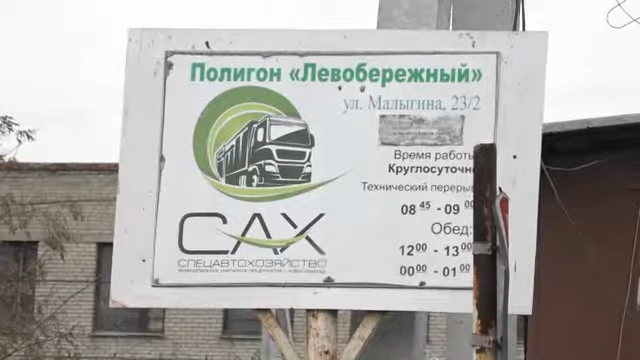 Полигон «Левобережный»
ул. Малыгина, 23/2
Время работы
Круглосуточно
Технический перерыв
08 45 - 09 00
Обед:
12 00 - 13 00
00 00 - 01 00
САХ
СПЕЦАВТОХОЗЯЙСТВО